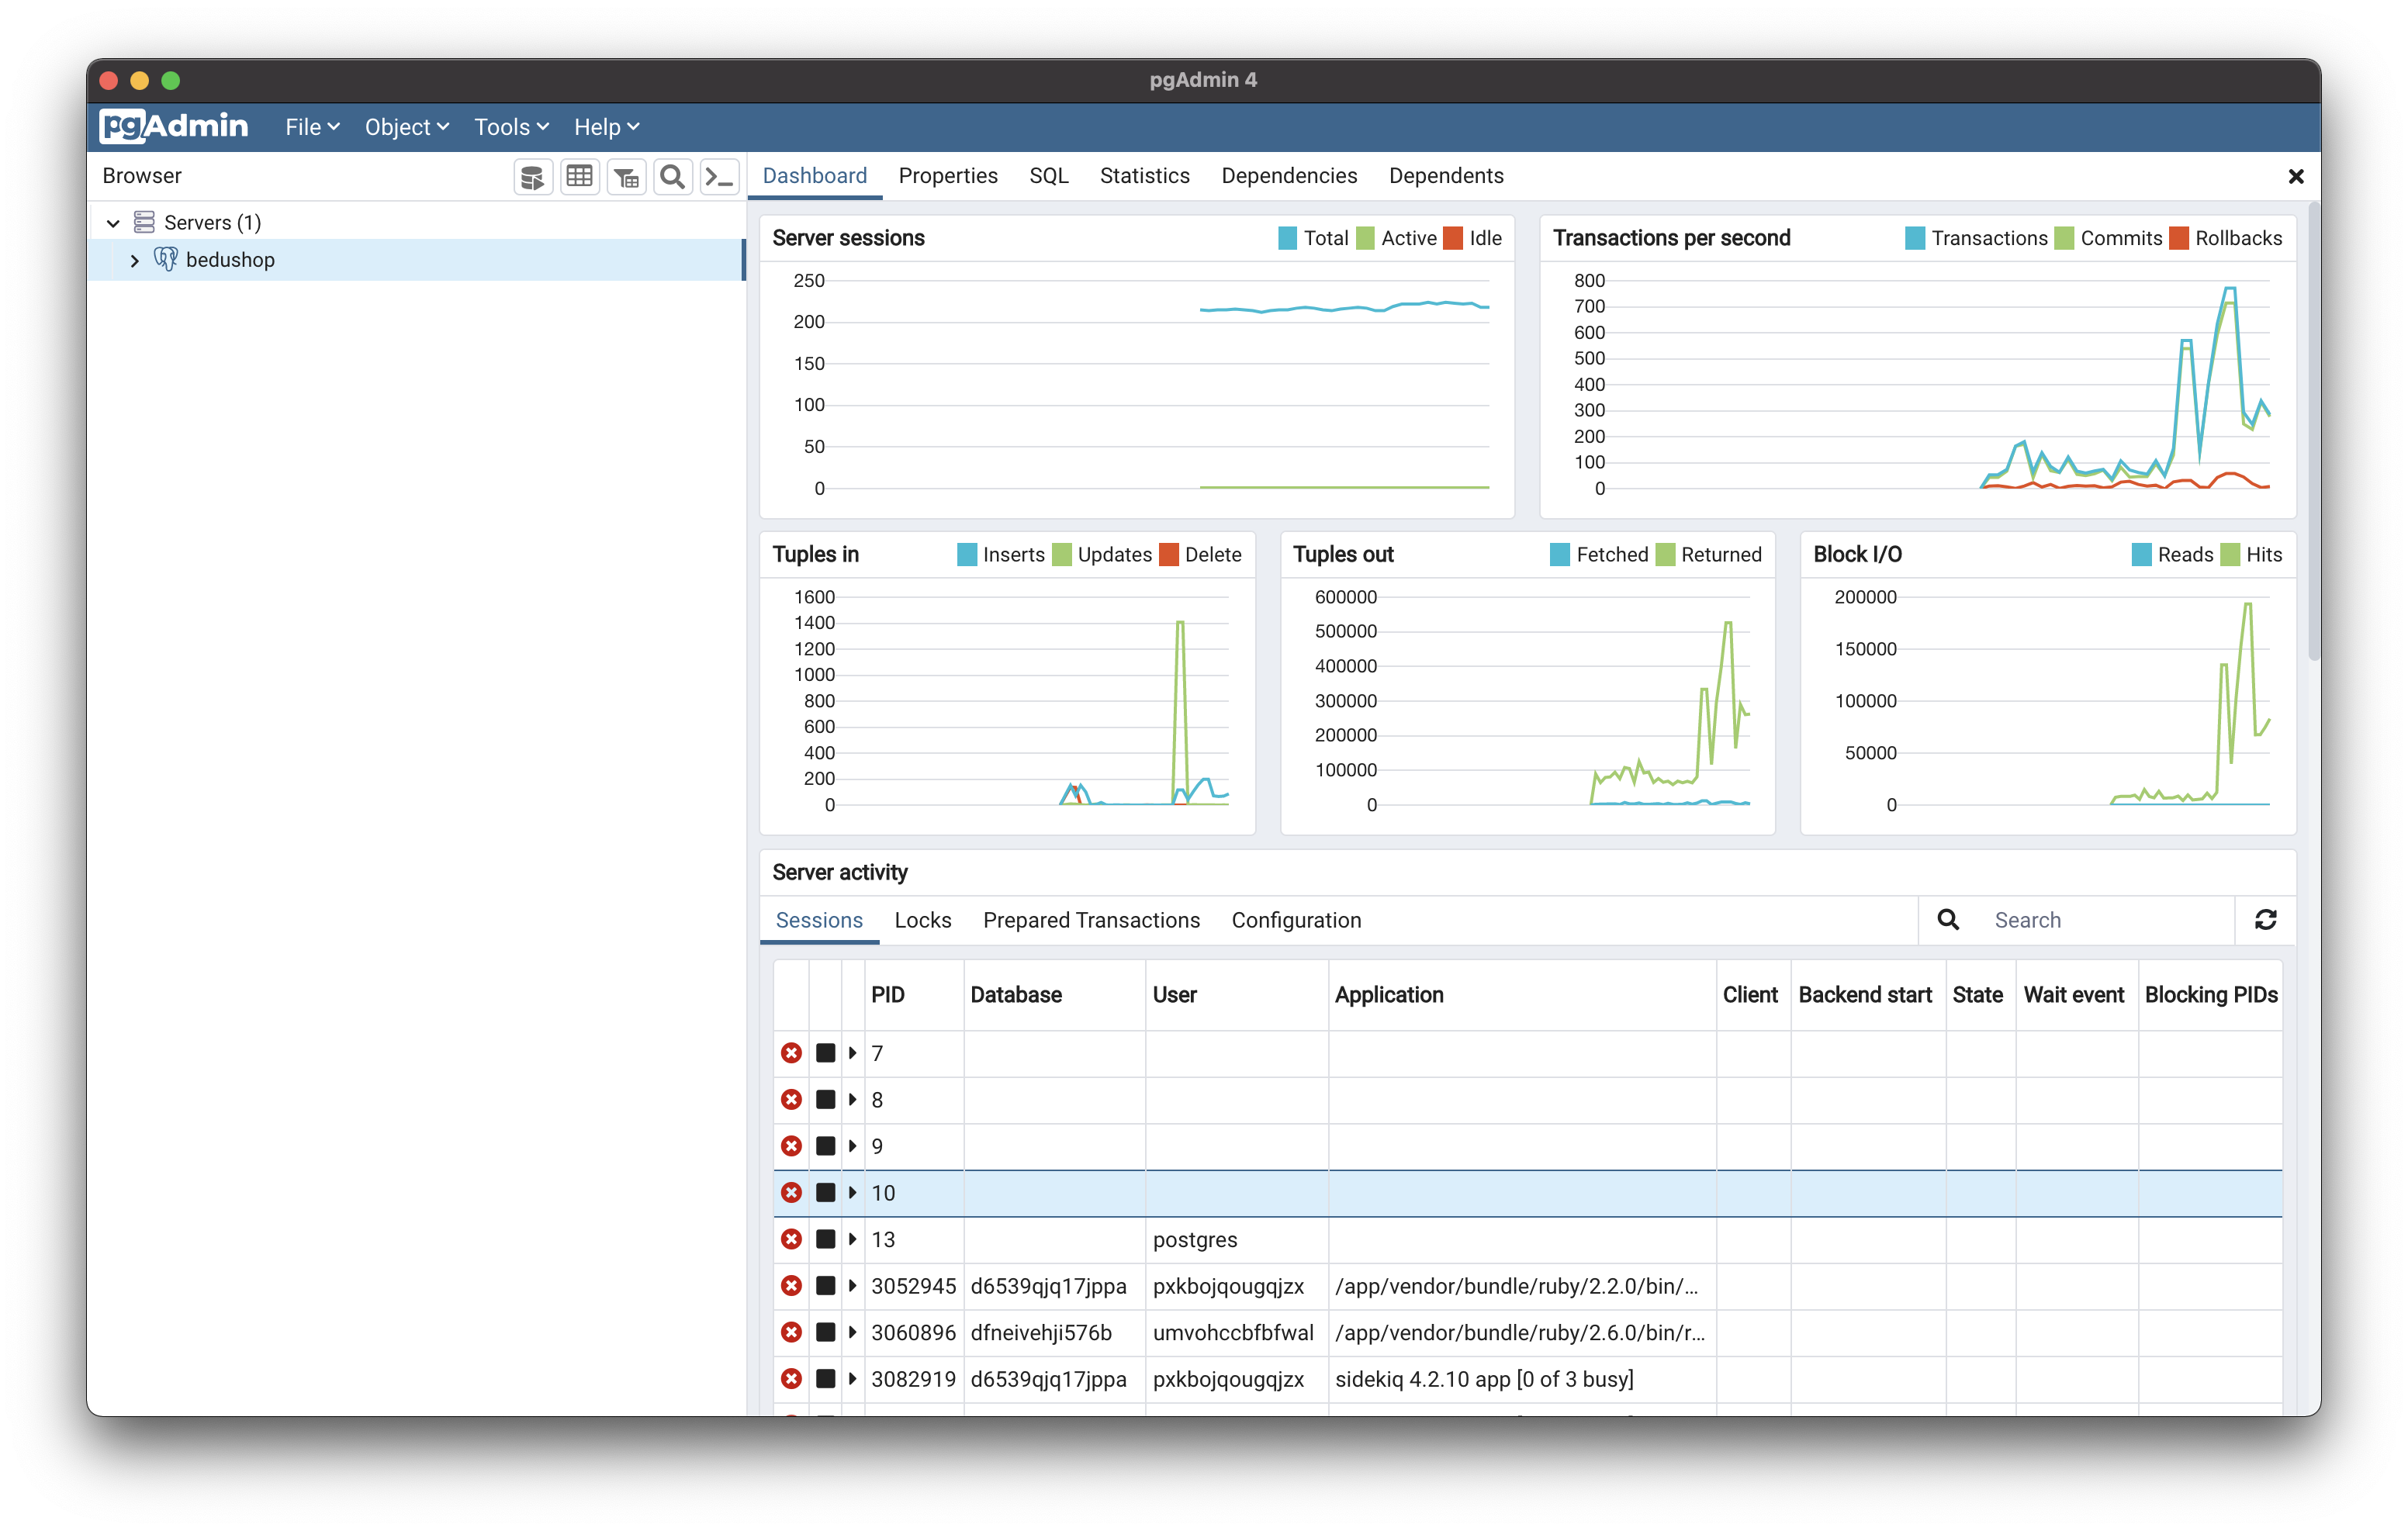 pgAdmin 4
pgAdmin File Object Tools Help
Browser
Dashboard Properties SQL Statistics Dependencies Dependents
Servers (1)
bedushop
Server sessions Total Active Idle
250
200
150
100
50
0
Transactions per second Transactions Commits Rollbacks
800
700
600
500
400
300
200
100
0
Tuples in Inserts Updates Delete
1600
1400
1200
1000
800
600
400
200
0
Tuples out Fetched Returned
600000
500000
400000
300000
200000
100000
0
Block I/O Reads Hits
200000
150000
100000
50000
0
Server activity
Sessions Locks Prepared Transactions Configuration Search
PID Database User Application Client Backend start State Wait event Blocking PIDs
7
8
9
10
13 postgres
3052945 d6539qjq17jppa pxkbojqougqjzx /app/vendor/bundle/ruby/2.2.0/bin/...
3060896 dfneivehji576b umvohccbfbfwal /app/vendor/bundle/ruby/2.6.0/bin/r...
3082919 d6539qjq17jppa pxkbojqougqjzx sidekiq 4.2.10 app [0 of 3 busy]